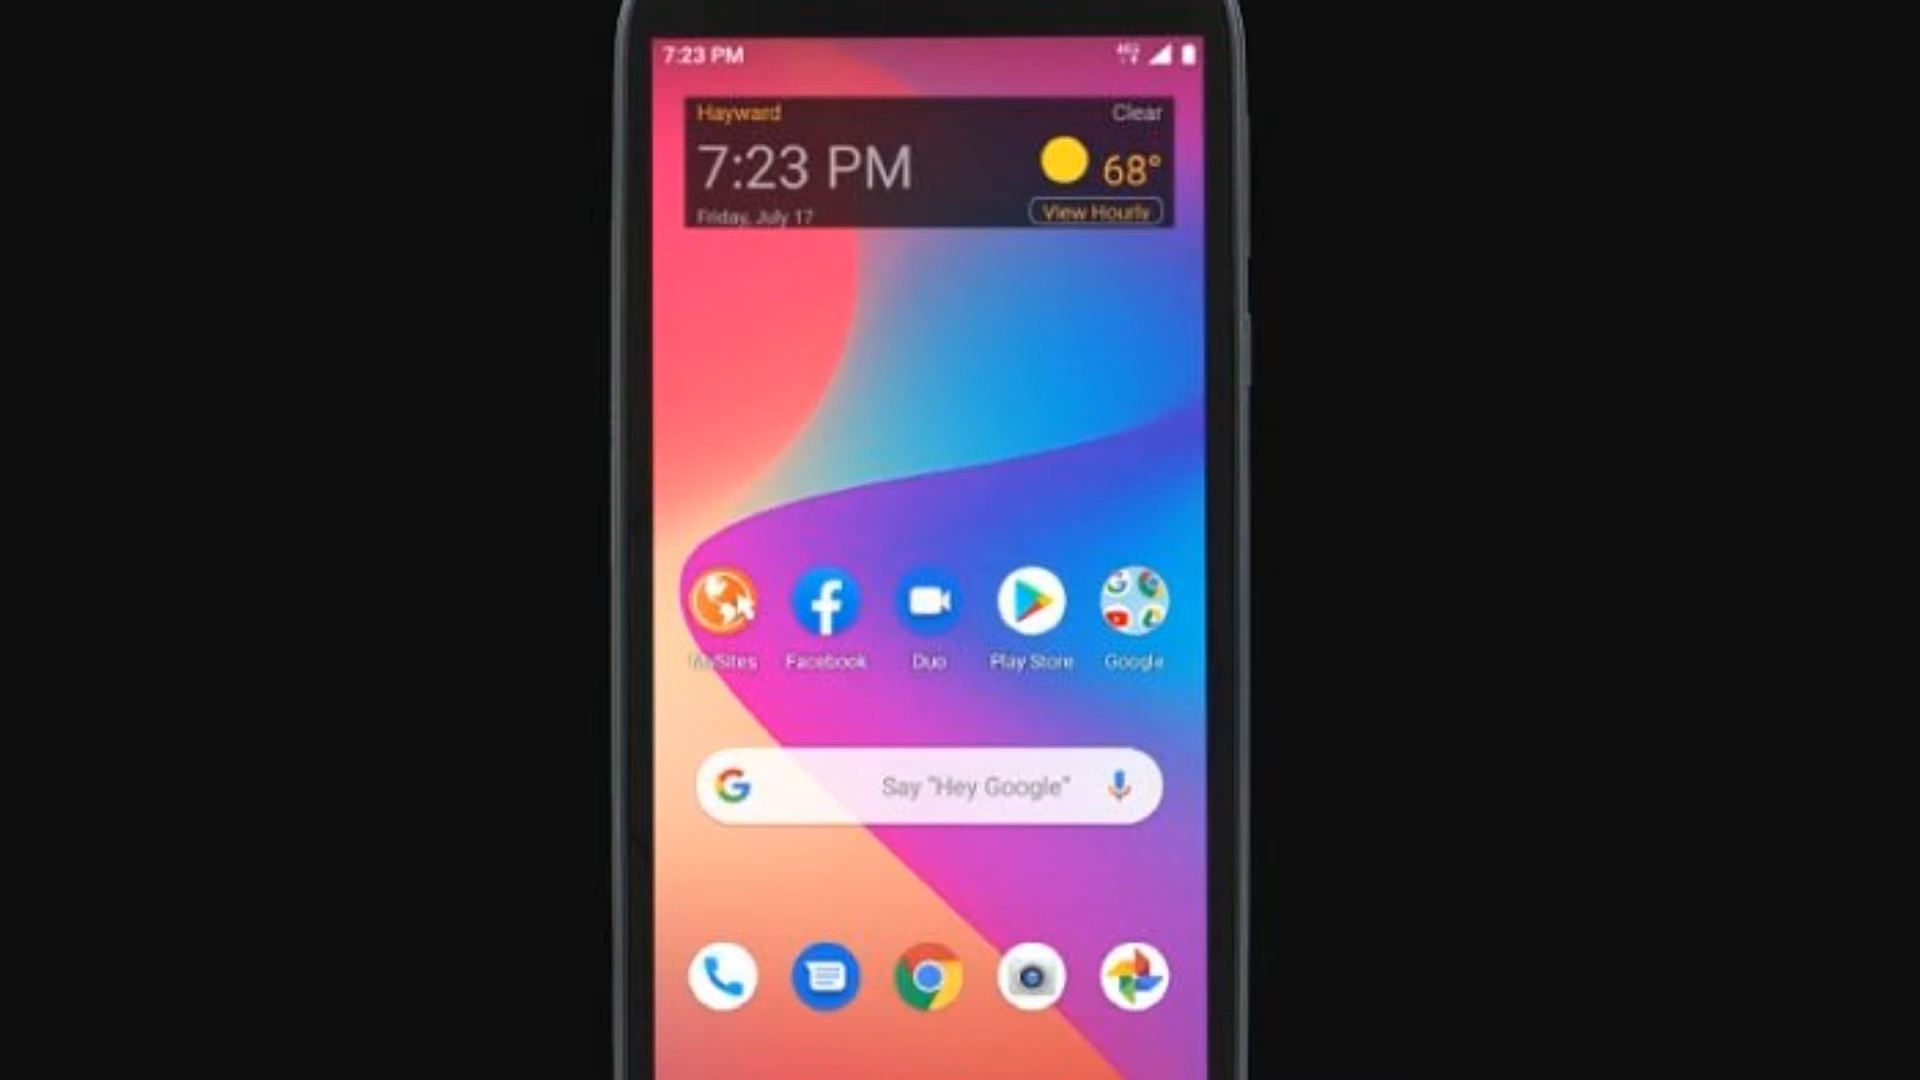 7:23 PM
Hayward
Clear
7:23 PM
68°
Friday, July 17
View Hourly
Facebook
Duo
Play Store
Google
Say "Hey Google"